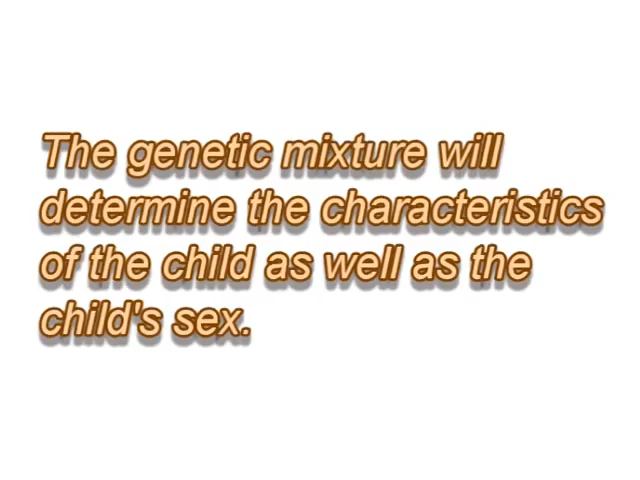 The genetic mixture will
determine the characteristics
of the child as well as the
child's sex.